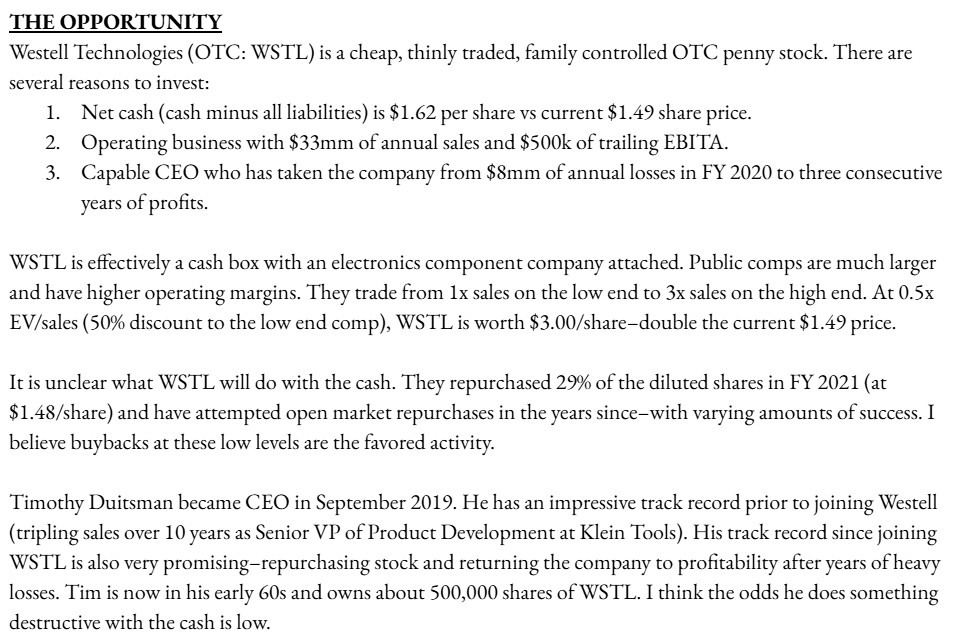 THE OPPORTUNITY
Westell Technologies (OTC: WSTL) is a cheap, thinly traded, family controlled OTC penny stock. There are
several reasons to invest:
1. Net cash (cash minus all liabilities) is $1.62 per share vs current $1.49 share price.
2. Operating business with $33mm of annual sales and $500k of trailing EBITA.
3. Capable CEO who has taken the company from $8mm of annual losses in FY 2020 to three consecutive
years of profits.
WSTL is effectively a cash box with an electronics component company attached. Public comps are much larger
and have higher operating margins. They trade from 1x sales on the low end to 3x sales on the high end. At 0.5x
EV/sales (50% discount to the low end comp), WSTL is worth $3.00/share–double the current $1.49 price.
It is unclear what WSTL will do with the cash. They repurchased 29% of the diluted shares in FY 2021 (at
$1.48/share) and have attempted open market repurchases in the years since–with varying amounts of success. I
believe buybacks at these low levels are the favored activity.
Timothy Duitsman became CEO in September 2019. He has an impressive track record prior to joining Westell
(tripling sales over 10 years as Senior VP of Product Development at Klein Tools). His track record since joining
WSTL is also very promising–repurchasing stock and returning the company to profitability after years of heavy
losses. Tim is now in his early 60s and owns about 500,000 shares of WSTL. I think the odds he does something
destructive with the cash is low.